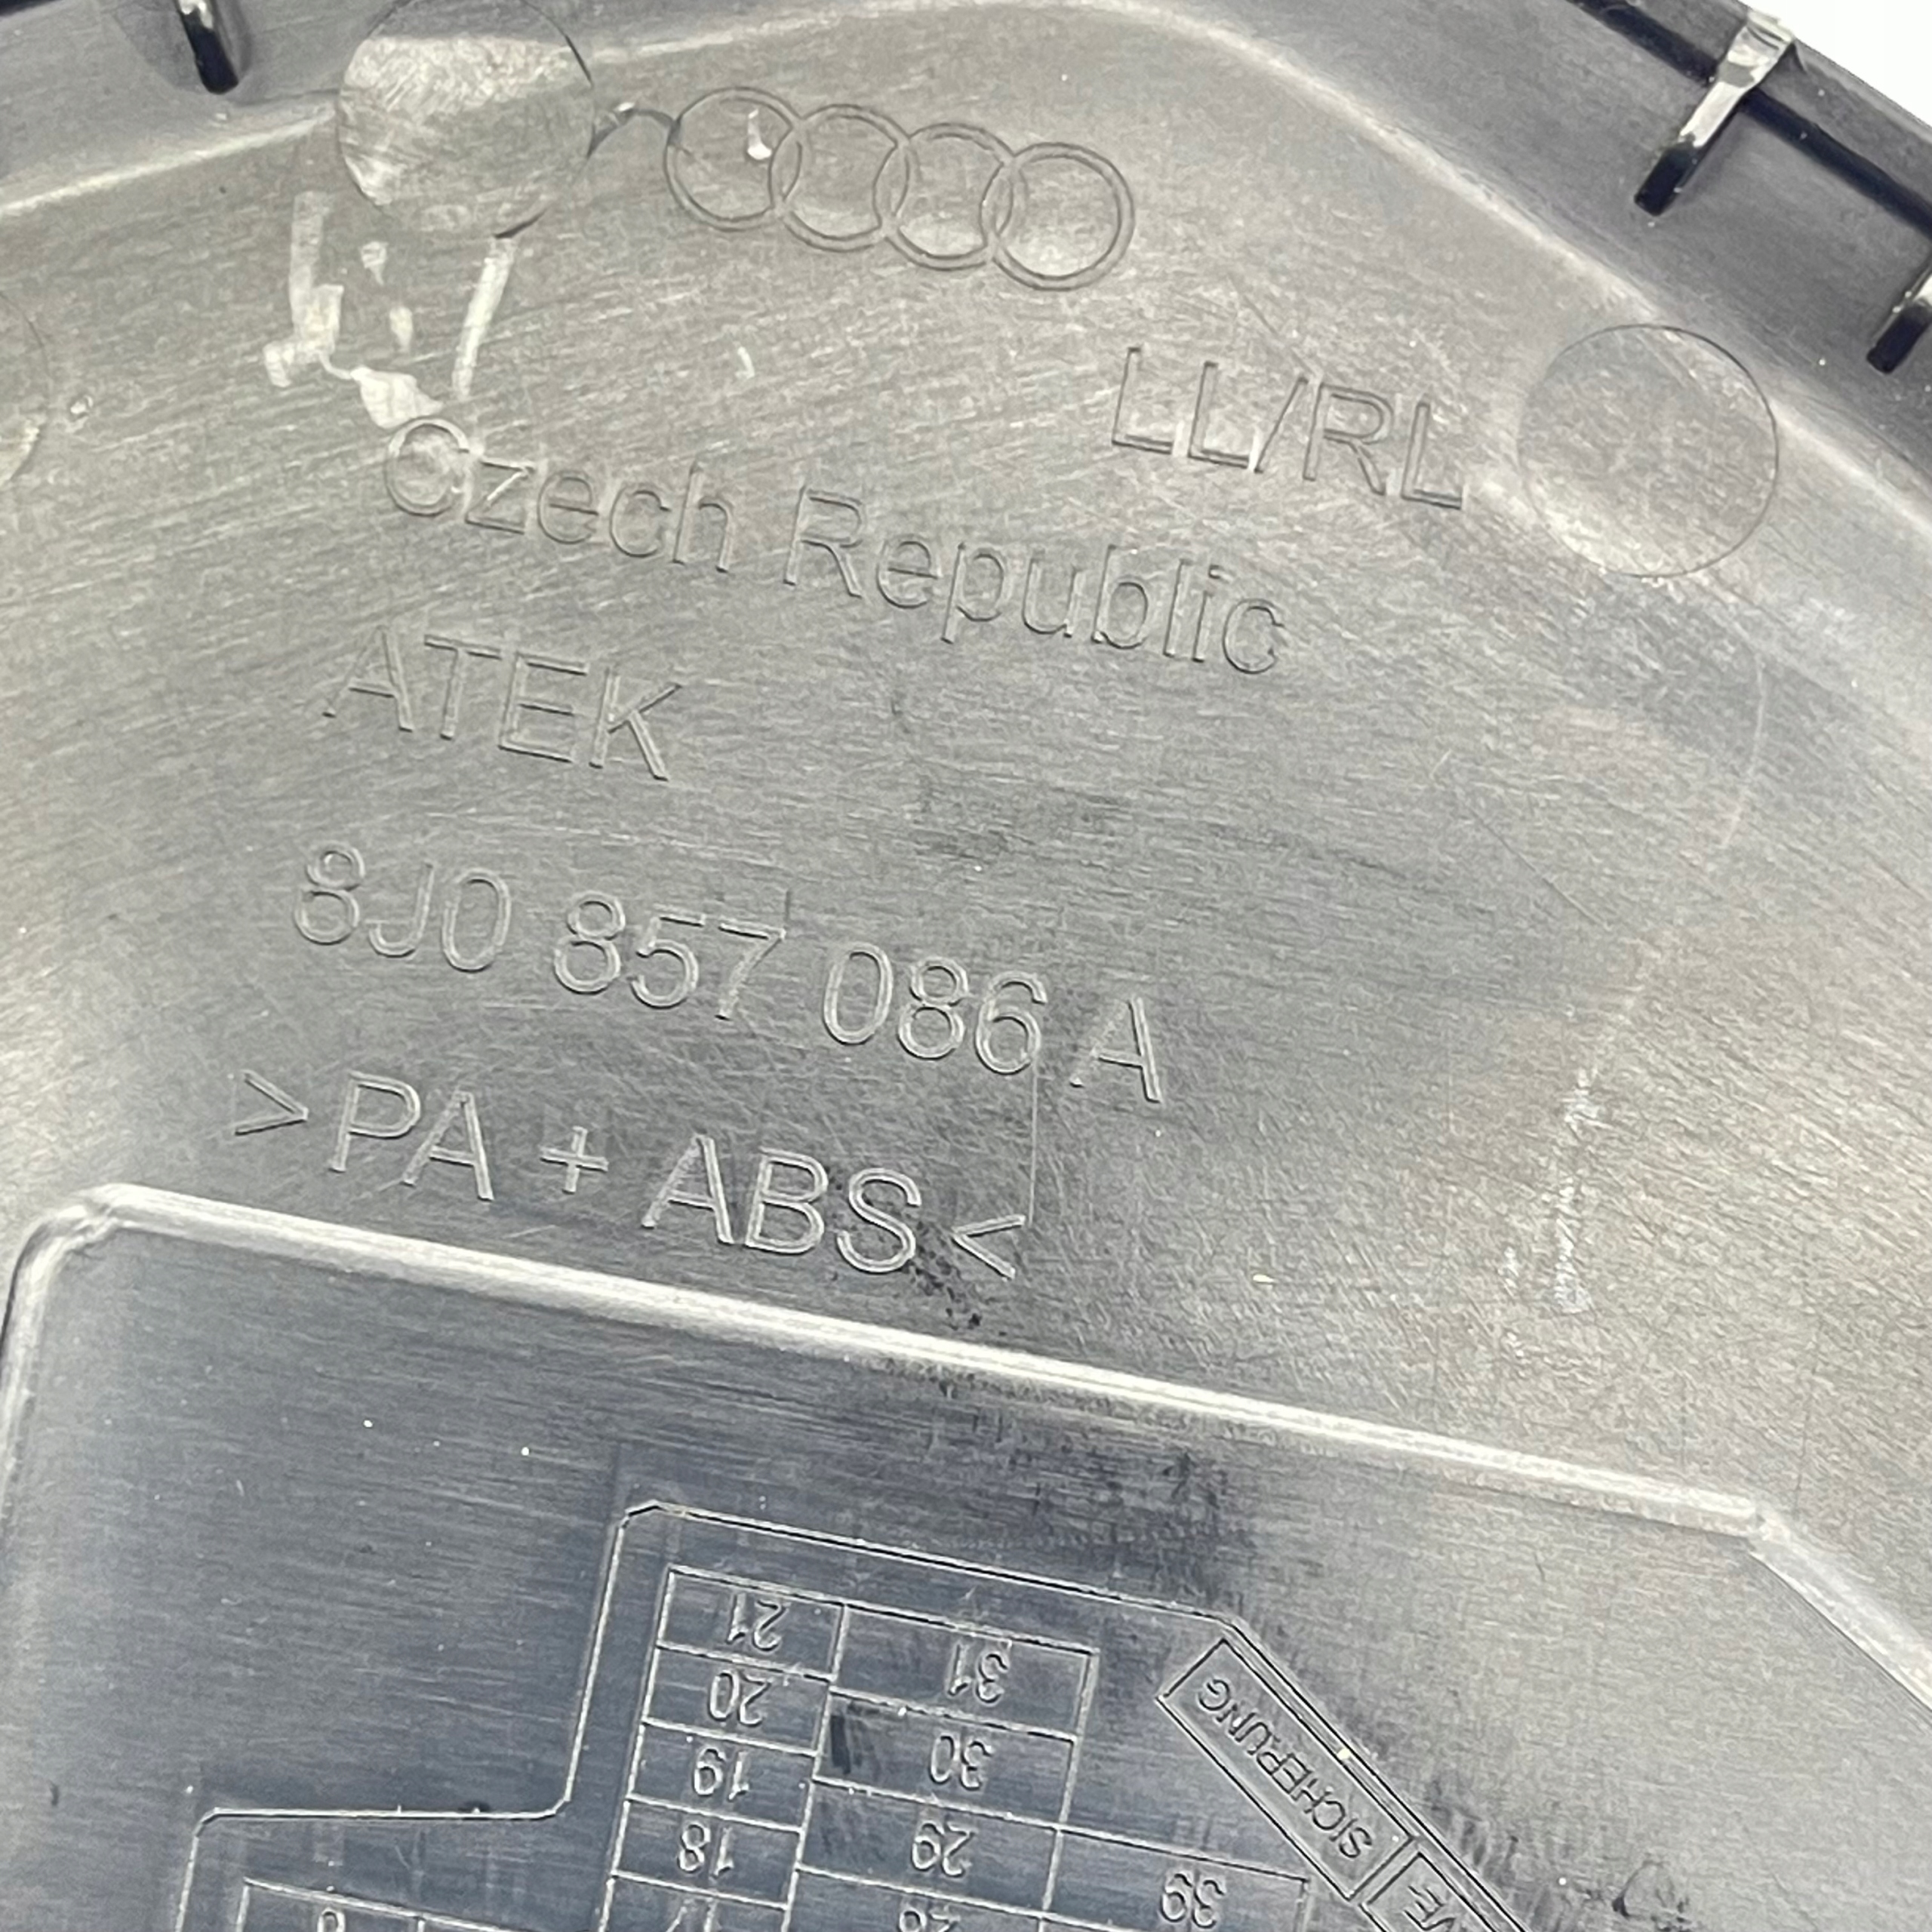 LL/RL
Czech Republic
ATEK
8J0 857 086 A
>PA + ABS<
21 31
20 30
19 29
18 28 39
SICHERUNG